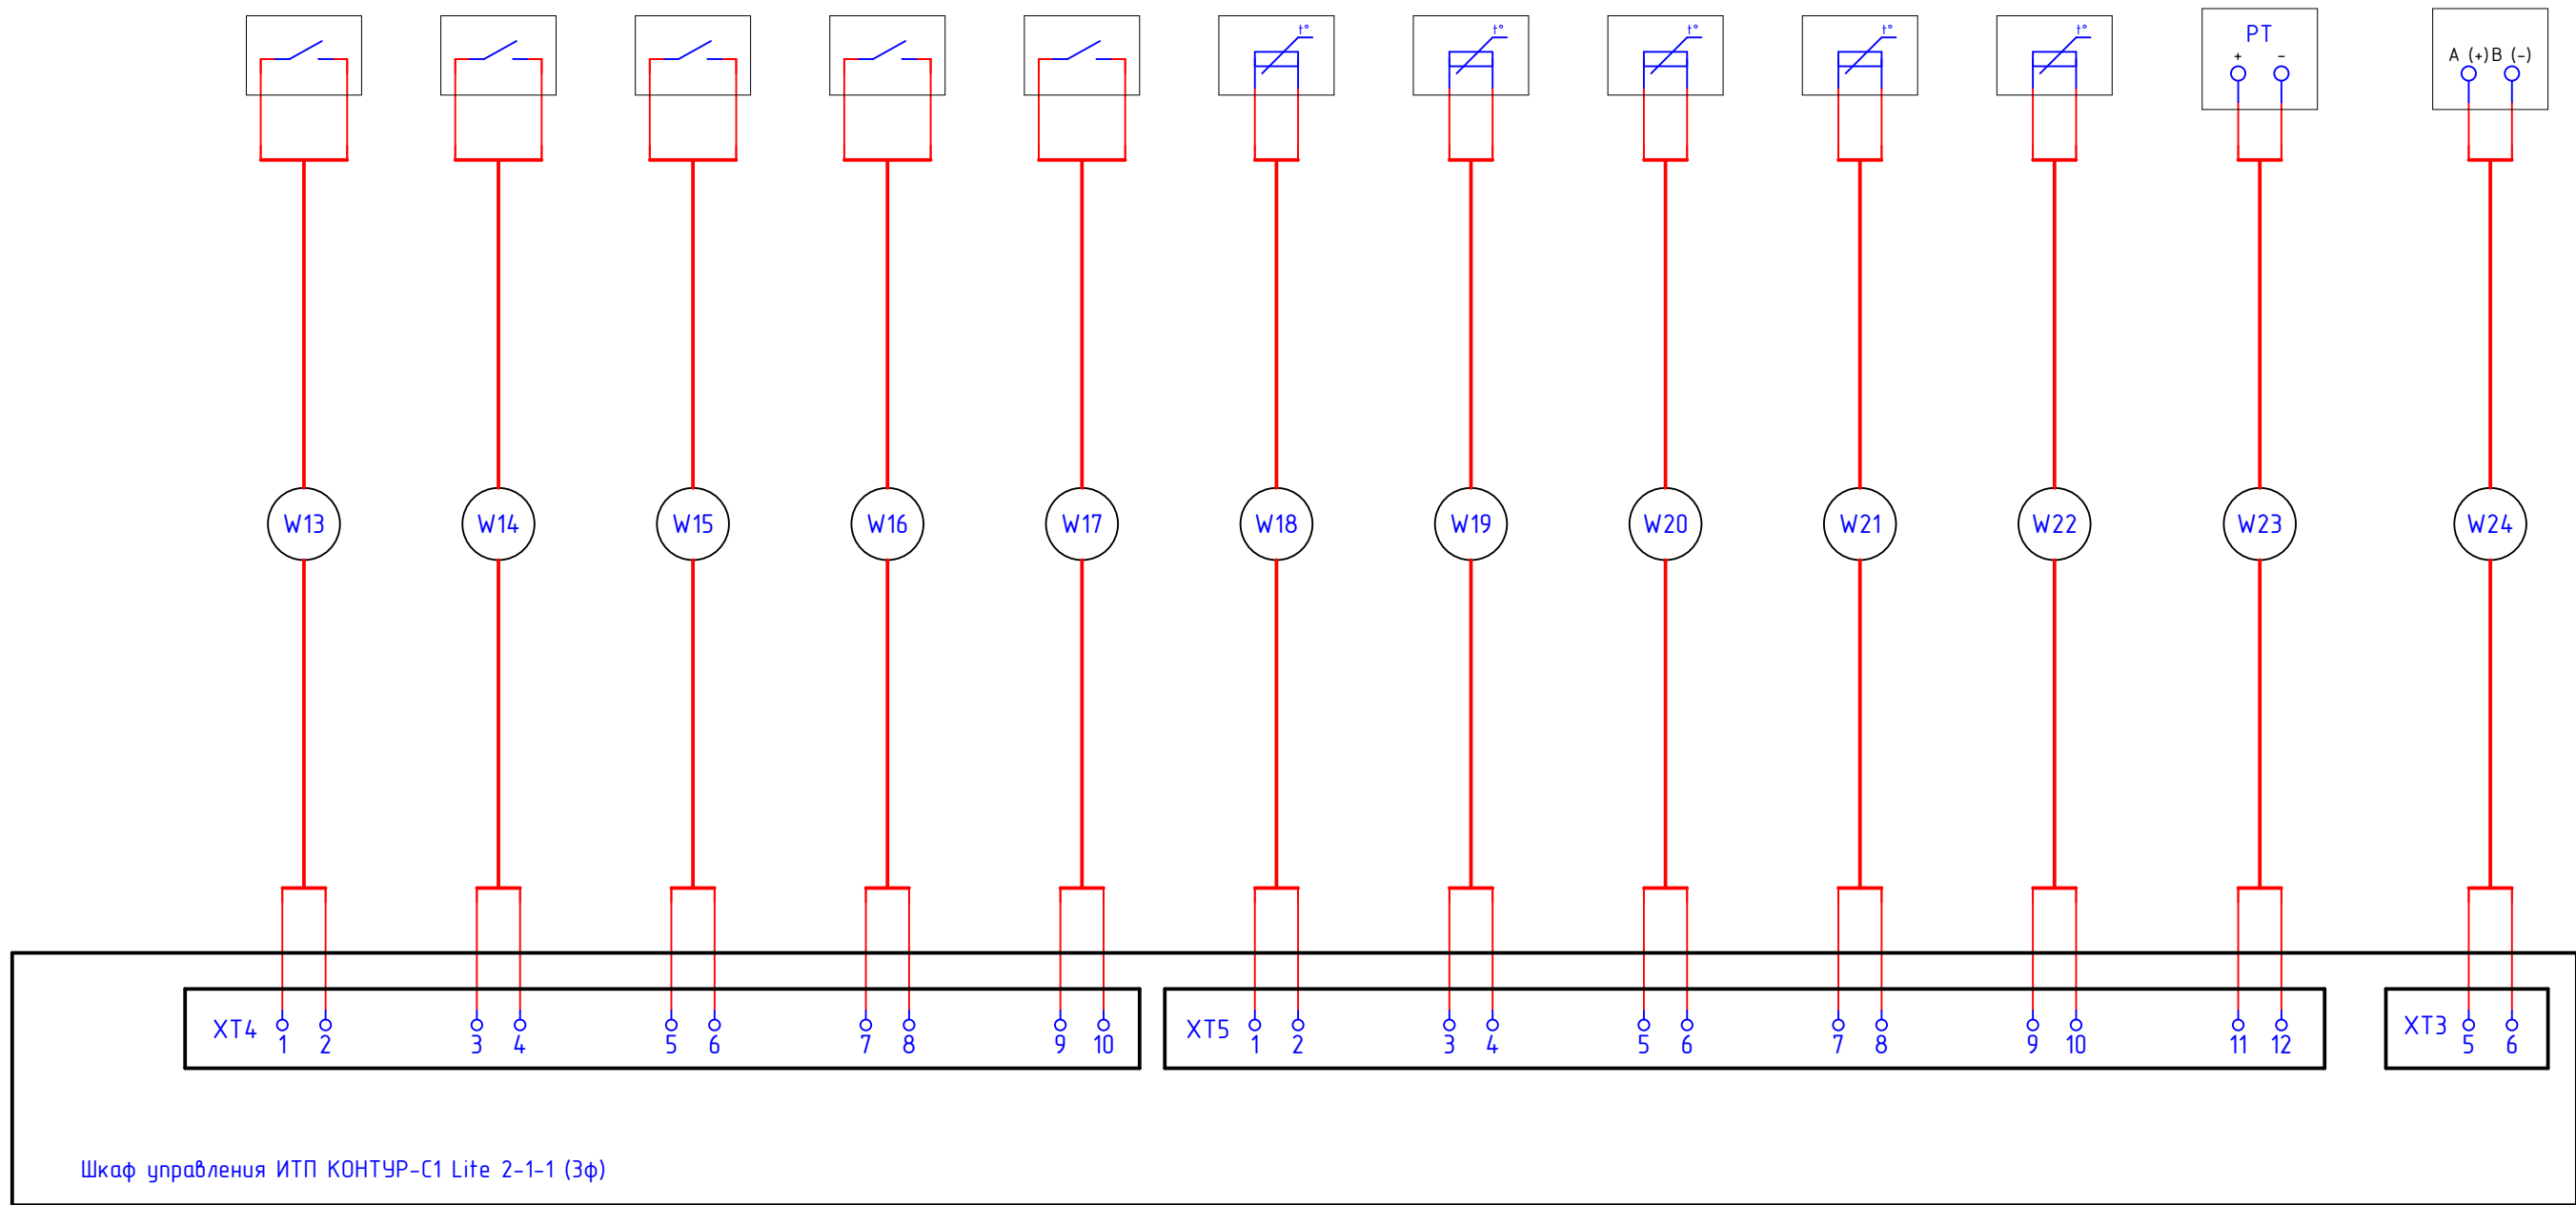 t° t° t° t° t° PT
+ - A (+) B (-)
W13 W14 W15 W16 W17 W18 W19 W20 W21 W22 W23 W24
XT4 1 2 3 4 5 6 7 8 9 10 XT5 1 2 3 4 5 6 7 8 9 10 11 12 XT3 5 6
Шкаф управления ИТП КОНТУР-С1 Lite 2-1-1 (3ф)